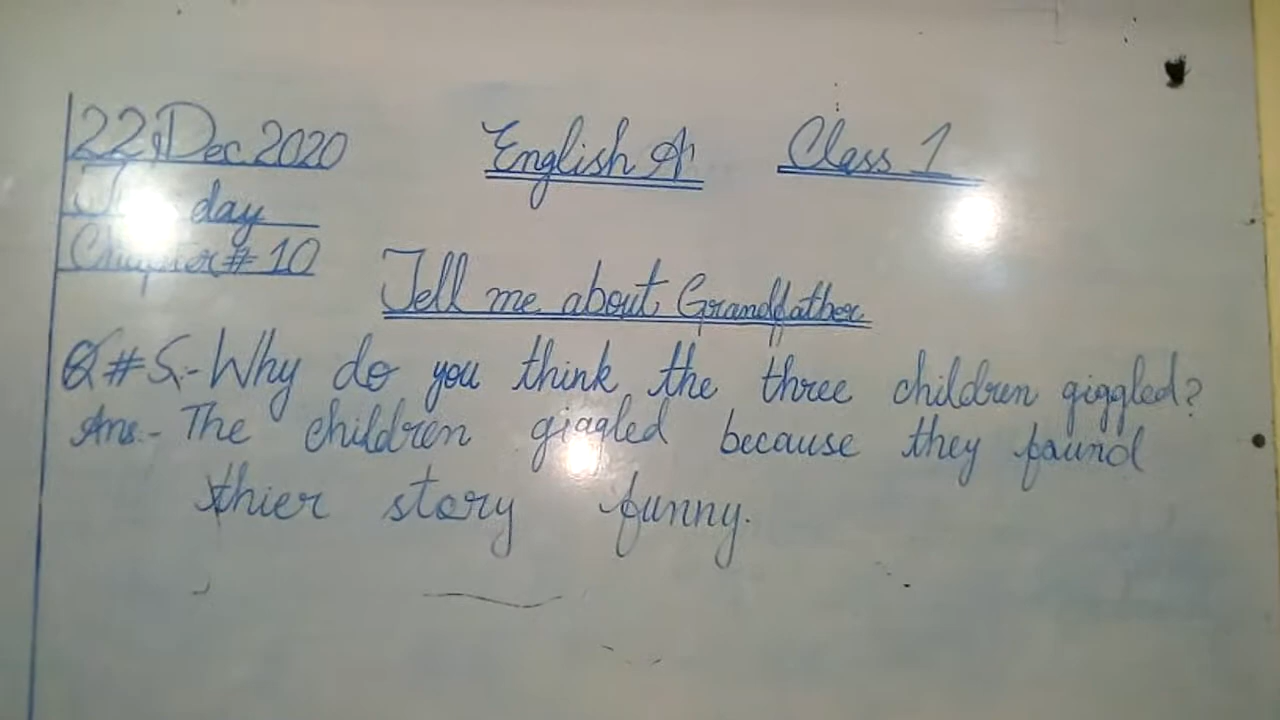 22, Dec 2020
English A
Class 1
day
Chapter # 10
Tell me about Grandfather
Q # 5:- Why do you think the three children giggled?
Ans:- The children giggled because they found
thier story funny.